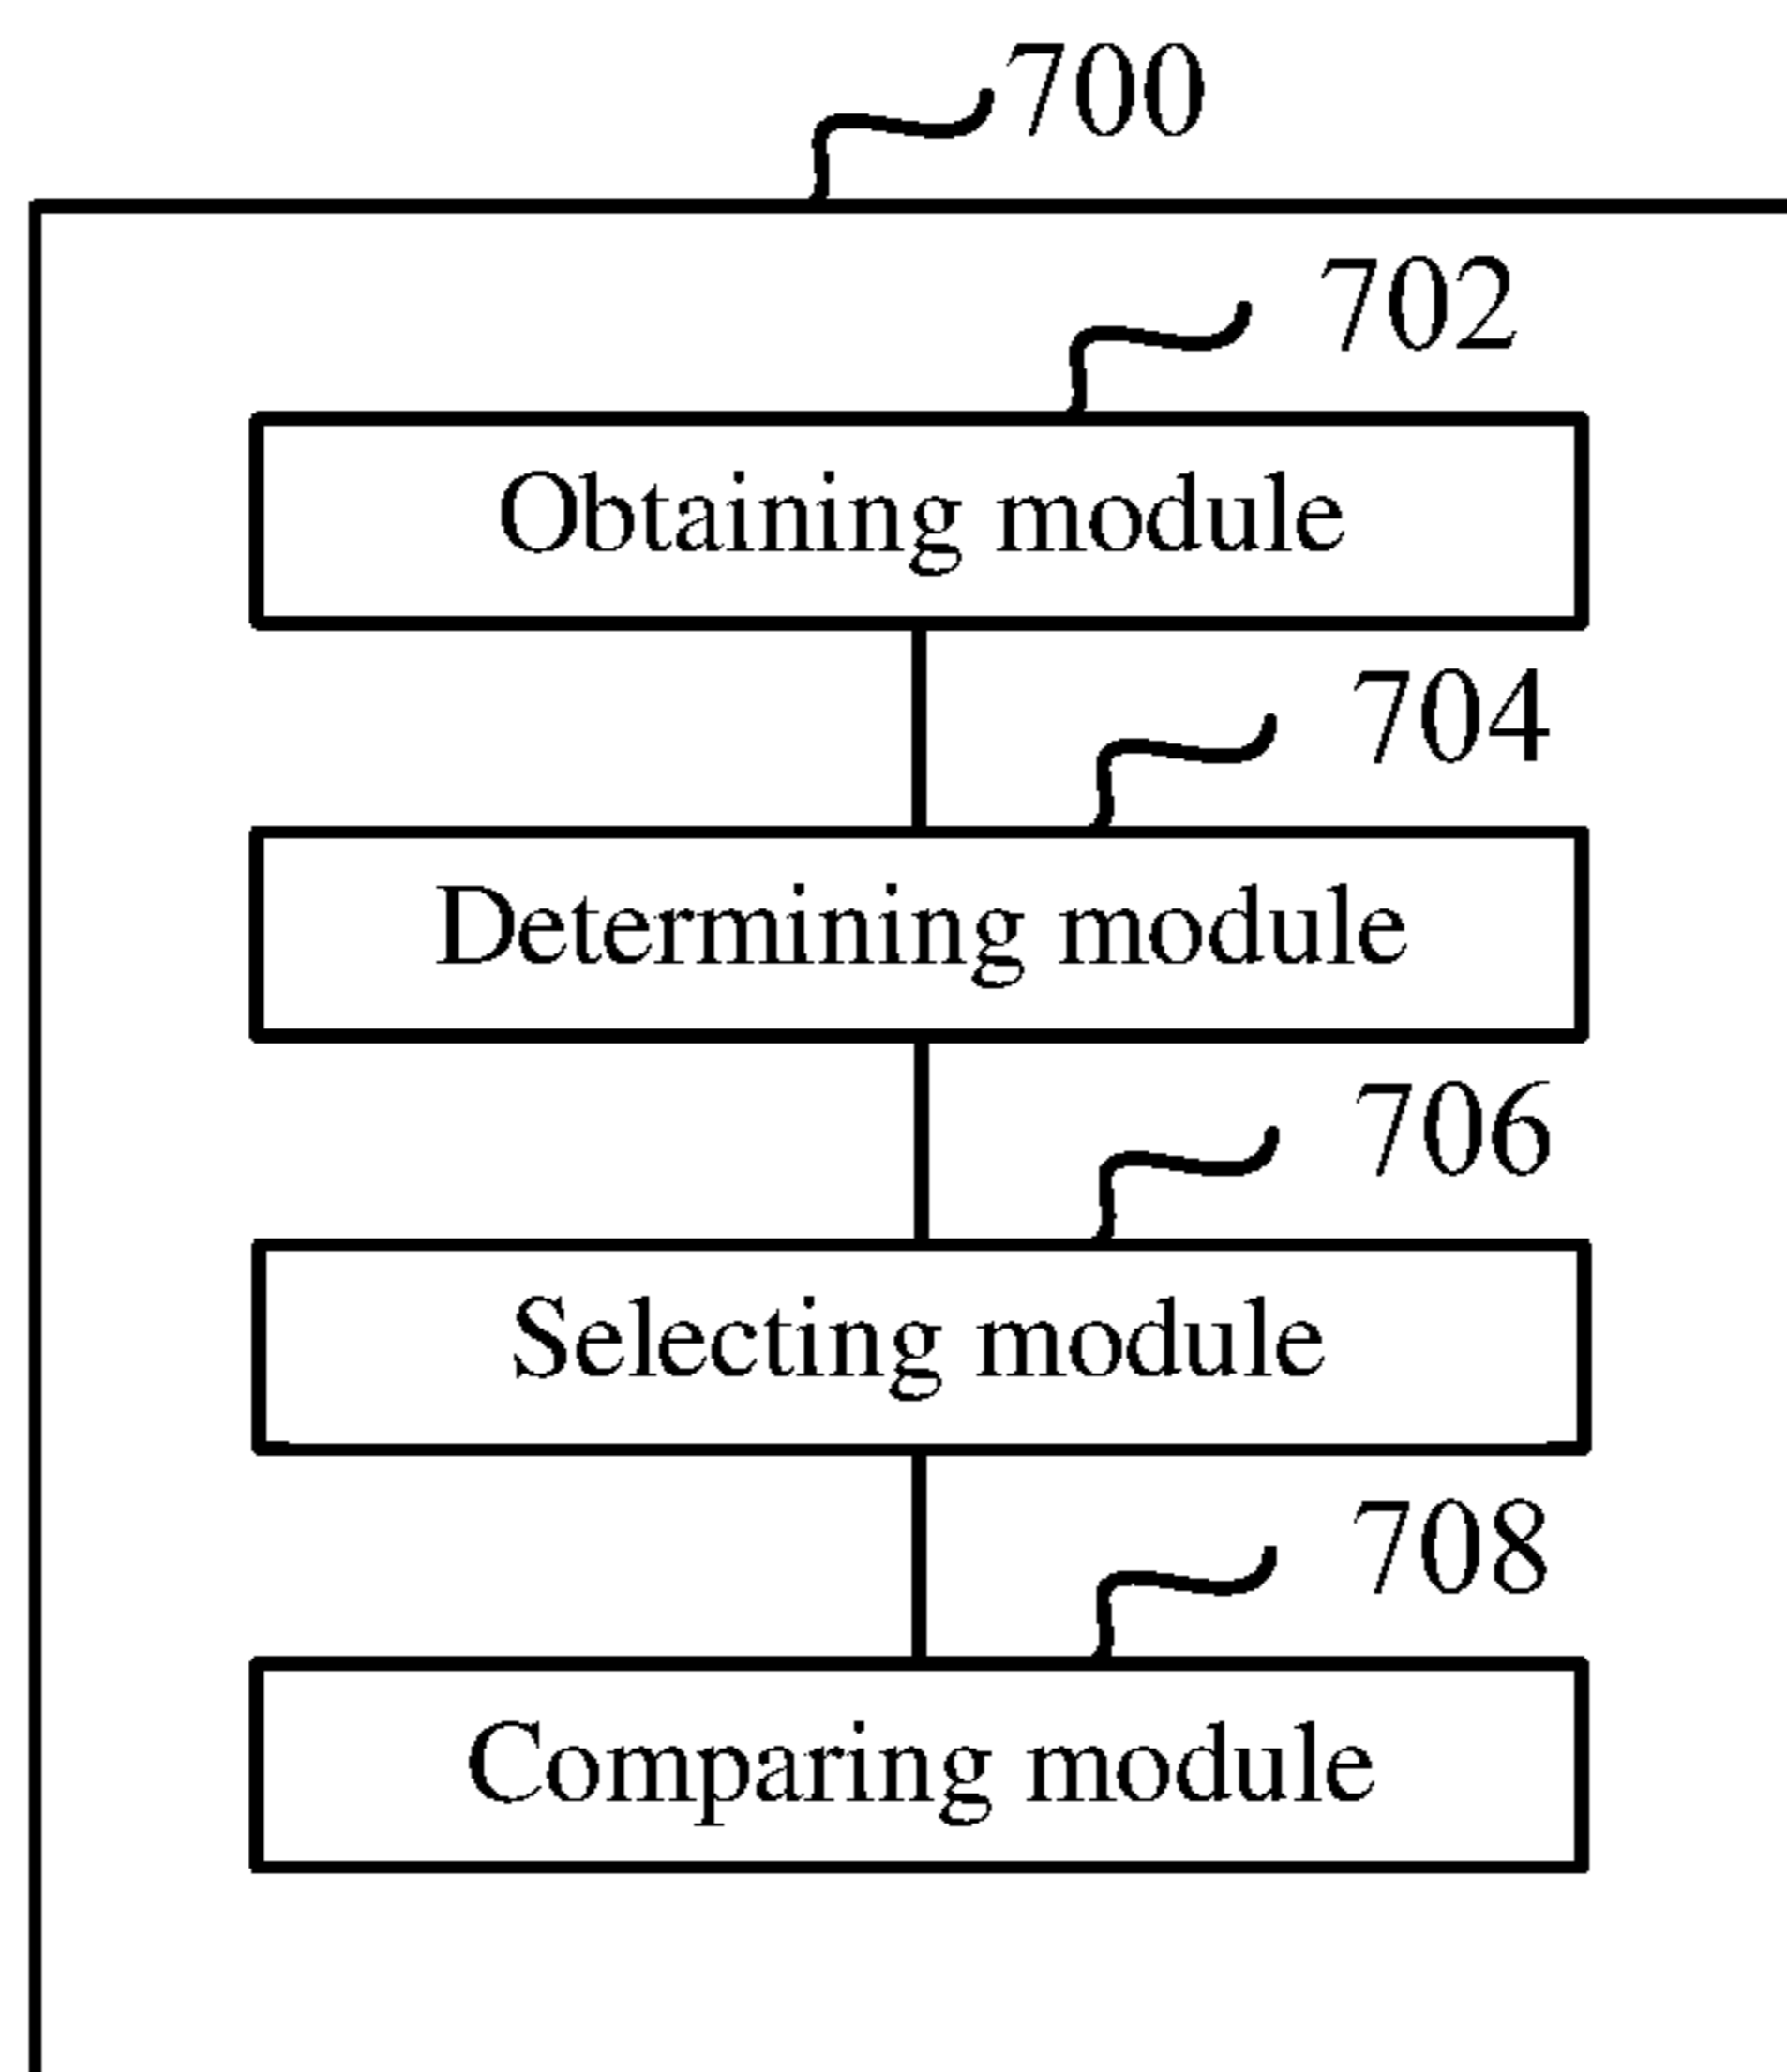 700
702
Obtaining module
704
Determining module
706
Selecting module
708
Comparing module